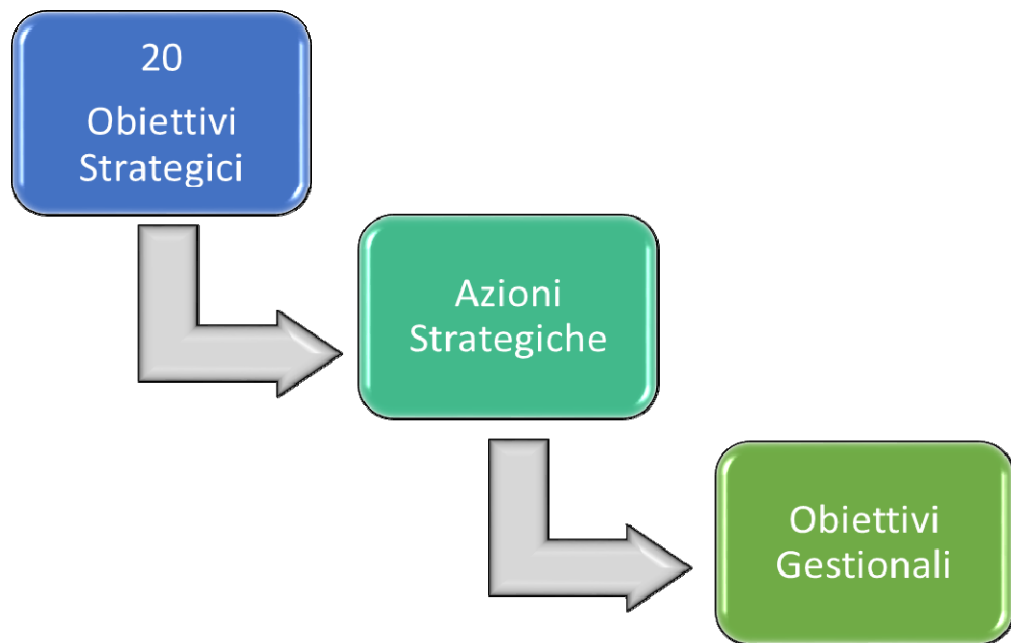 20
Obiettivi
Strategici
Azioni
Strategiche
Obiettivi
Gestionali